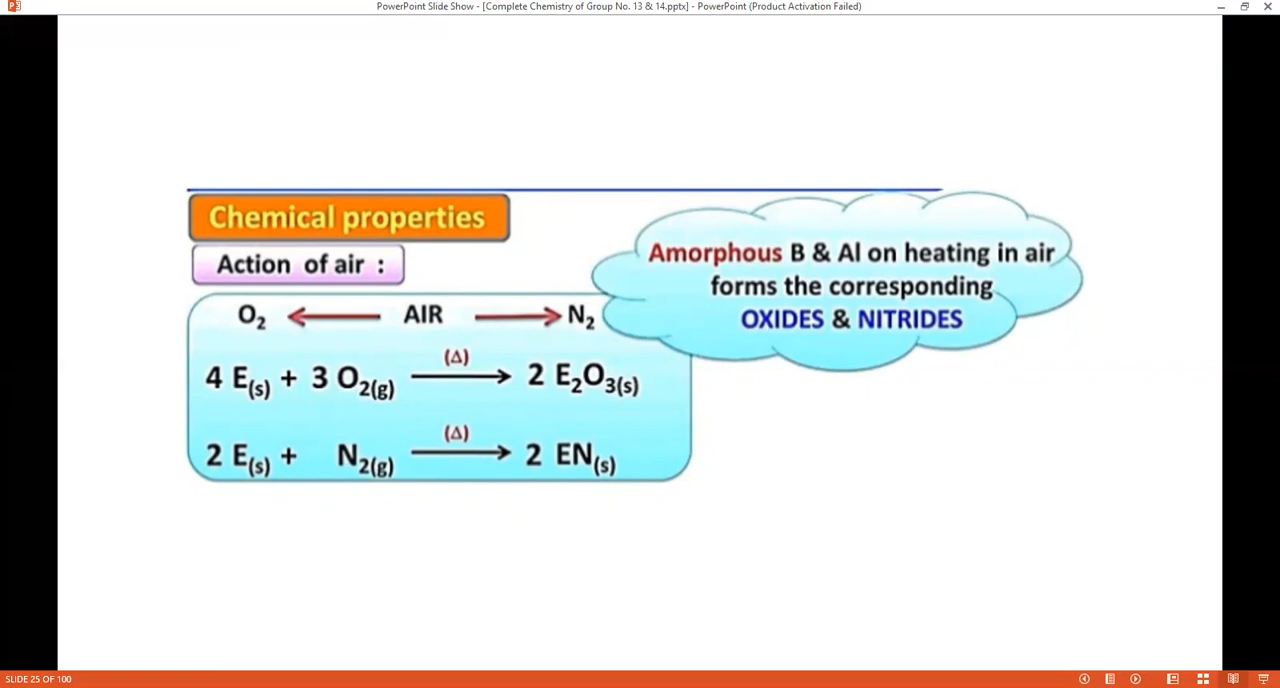 PowerPoint Slide Show - [Complete Chemistry of Group No. 13 & 14.pptx] - PowerPoint (Product Activation Failed)
Chemical properties
Action of air :
Amorphous B & Al on heating in air
forms the corresponding
OXIDES & NITRIDES
O₂ ← AIR → N₂
(Δ)
4 E(s) + 3 O₂(g) → 2 E₂O₃(s)
(Δ)
2 E(s) + N₂(g) → 2 EN(s)
SLIDE 25 OF 100